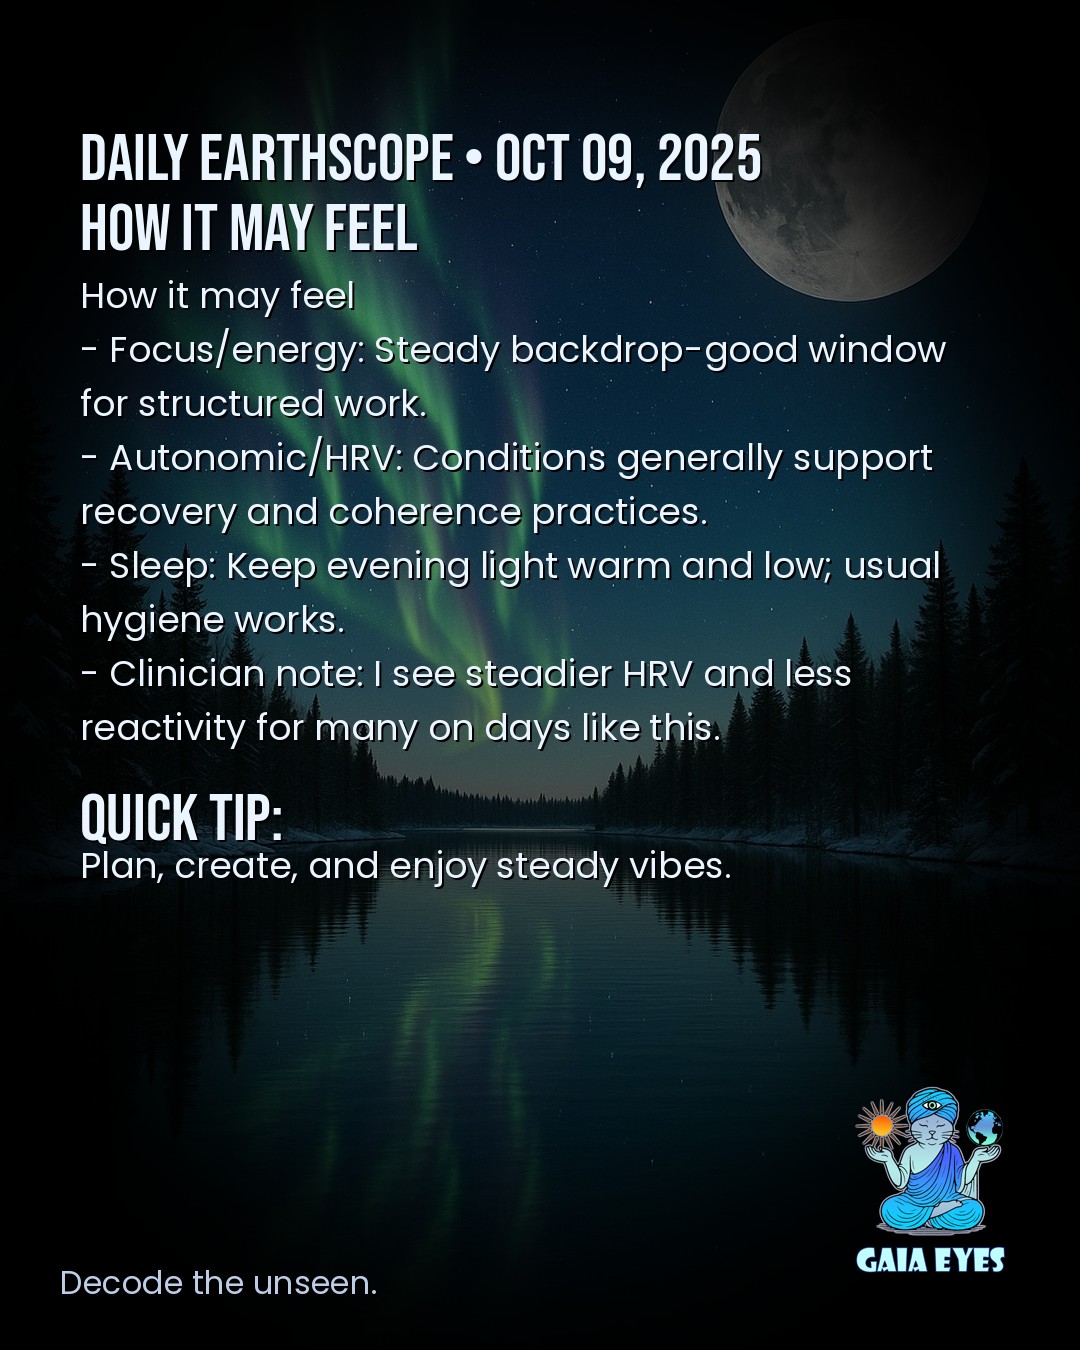 DAILY EARTHSCOPE • OCT 09, 2025
HOW IT MAY FEEL
How it may feel
- Focus/energy: Steady backdrop-good window
for structured work.
- Autonomic/HRV: Conditions generally support
recovery and coherence practices.
- Sleep: Keep evening light warm and low; usual
hygiene works.
- Clinician note: I see steadier HRV and less
reactivity for many on days like this.
QUICK TIP:
Plan, create, and enjoy steady vibes.
GAIA EYES
Decode the unseen.